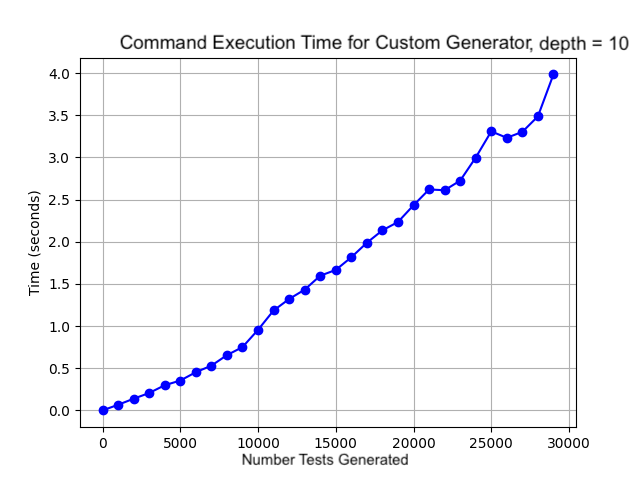 Command Execution Time for Custom Generator, depth = 10
4.0
3.5
3.0
2.5
2.0
1.5
1.0
0.5
0.0
Time (seconds)
0 5000 10000 15000 20000 25000 30000
Number Tests Generated